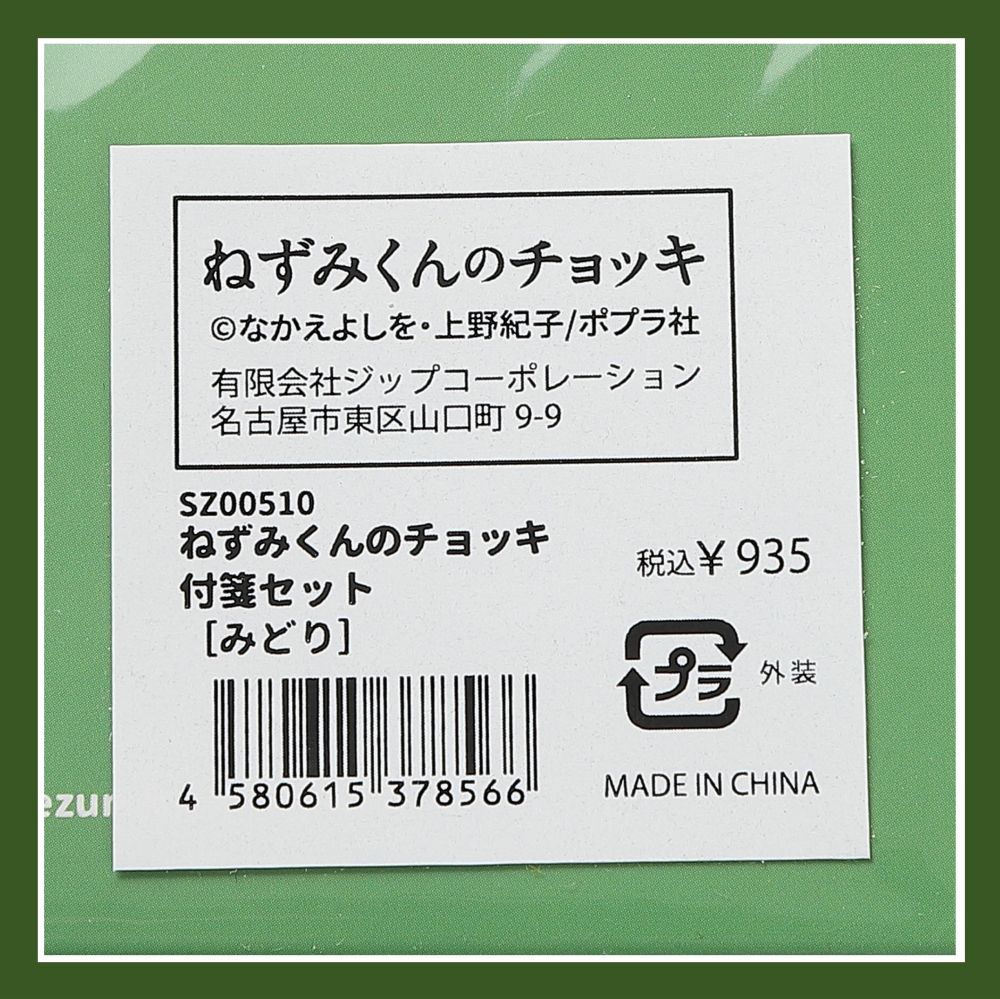 ねずみくんのチョッキ
©なかえよしを・上野紀子/ポプラ社
有限会社ジップコーポレーション
名古屋市東区山口町 9-9
SZ00510
ねずみくんのチョッキ
付箋セット
[みどり]
税込¥ 935
プラ 外装
4 580615 378566
MADE IN CHINA
ezur